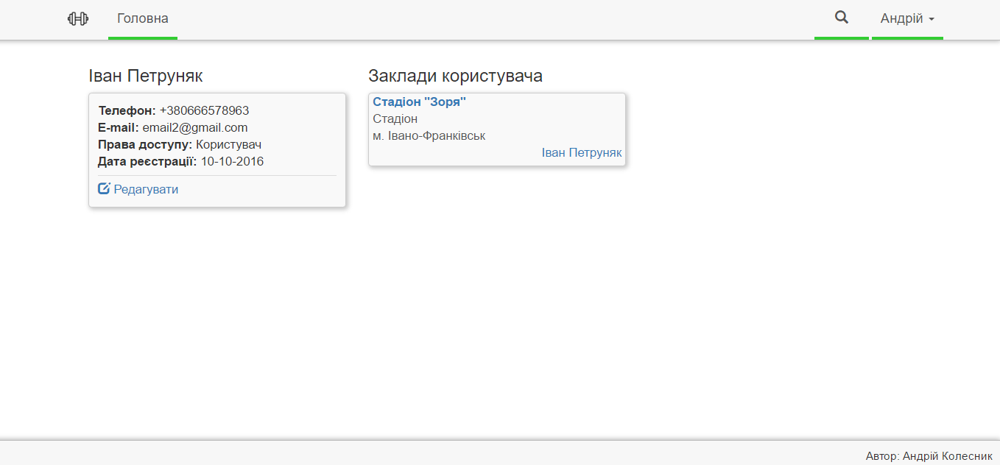 Головна
Андрій
Іван Петруняк
Телефон: +380666578963
E-mail: email2@gmail.com
Права доступу: Користувач
Дата реєстрації: 10-10-2016
Редагувати
Заклади користувача
Стадіон "Зоря"
Стадіон
м. Івано-Франківськ
Іван Петруняк
Автор: Андрій Колесник